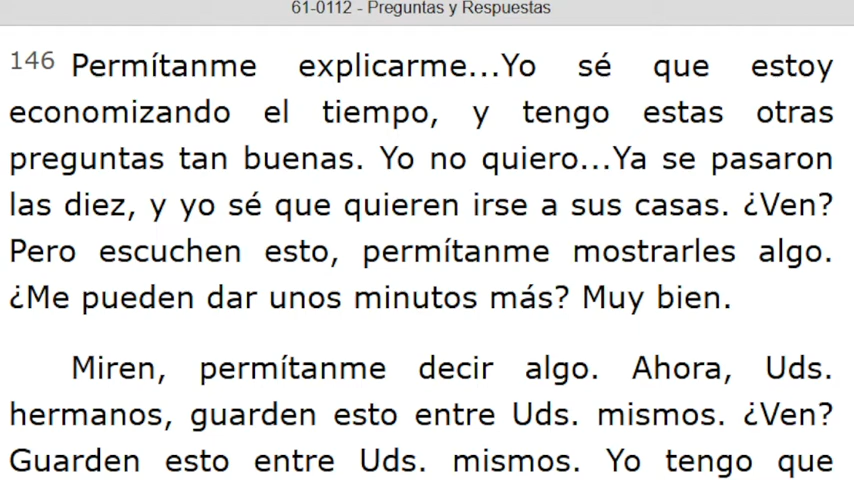 61-0112 - Preguntas y Respuestas
146 Permítanme explicarme...Yo sé que estoy
economizando el tiempo, y tengo estas otras
preguntas tan buenas. Yo no quiero...Ya se pasaron
las diez, y yo sé que quieren irse a sus casas. ¿Ven?
Pero escuchen esto, permítanme mostrarles algo.
¿Me pueden dar unos minutos más? Muy bien.
Miren, permítanme decir algo. Ahora, Uds.
hermanos, guarden esto entre Uds. mismos. ¿Ven?
Guarden esto entre Uds. mismos. Yo tengo que